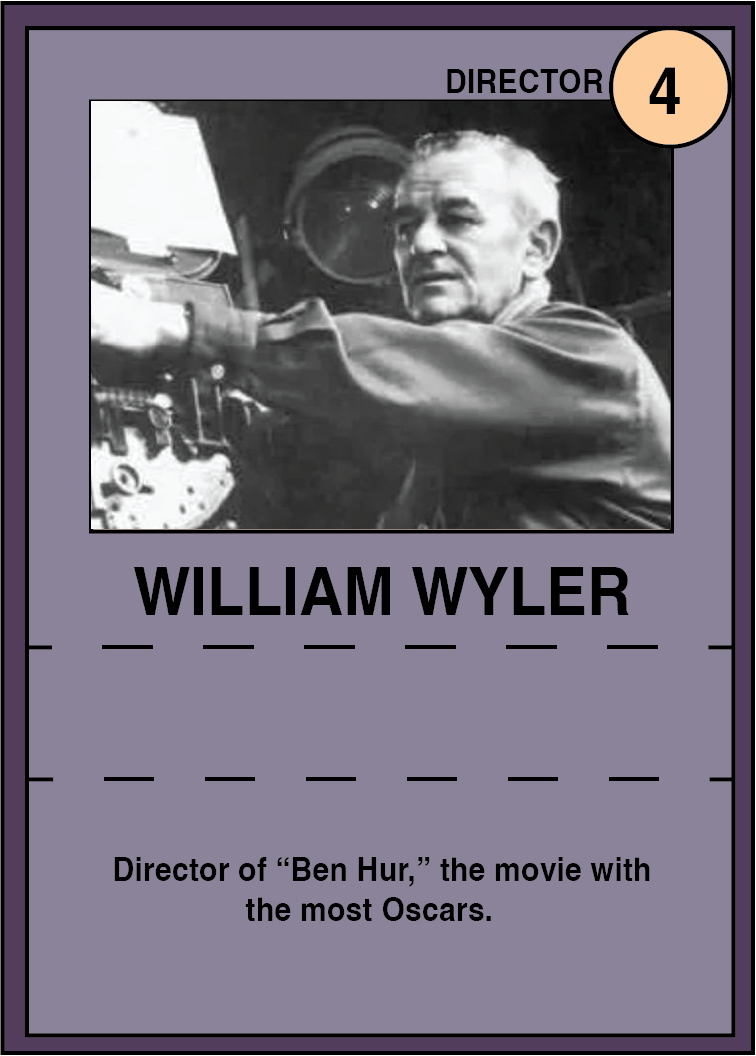 DIRECTOR 4
WILLIAM WYLER
Director of “Ben Hur,” the movie with
the most Oscars.